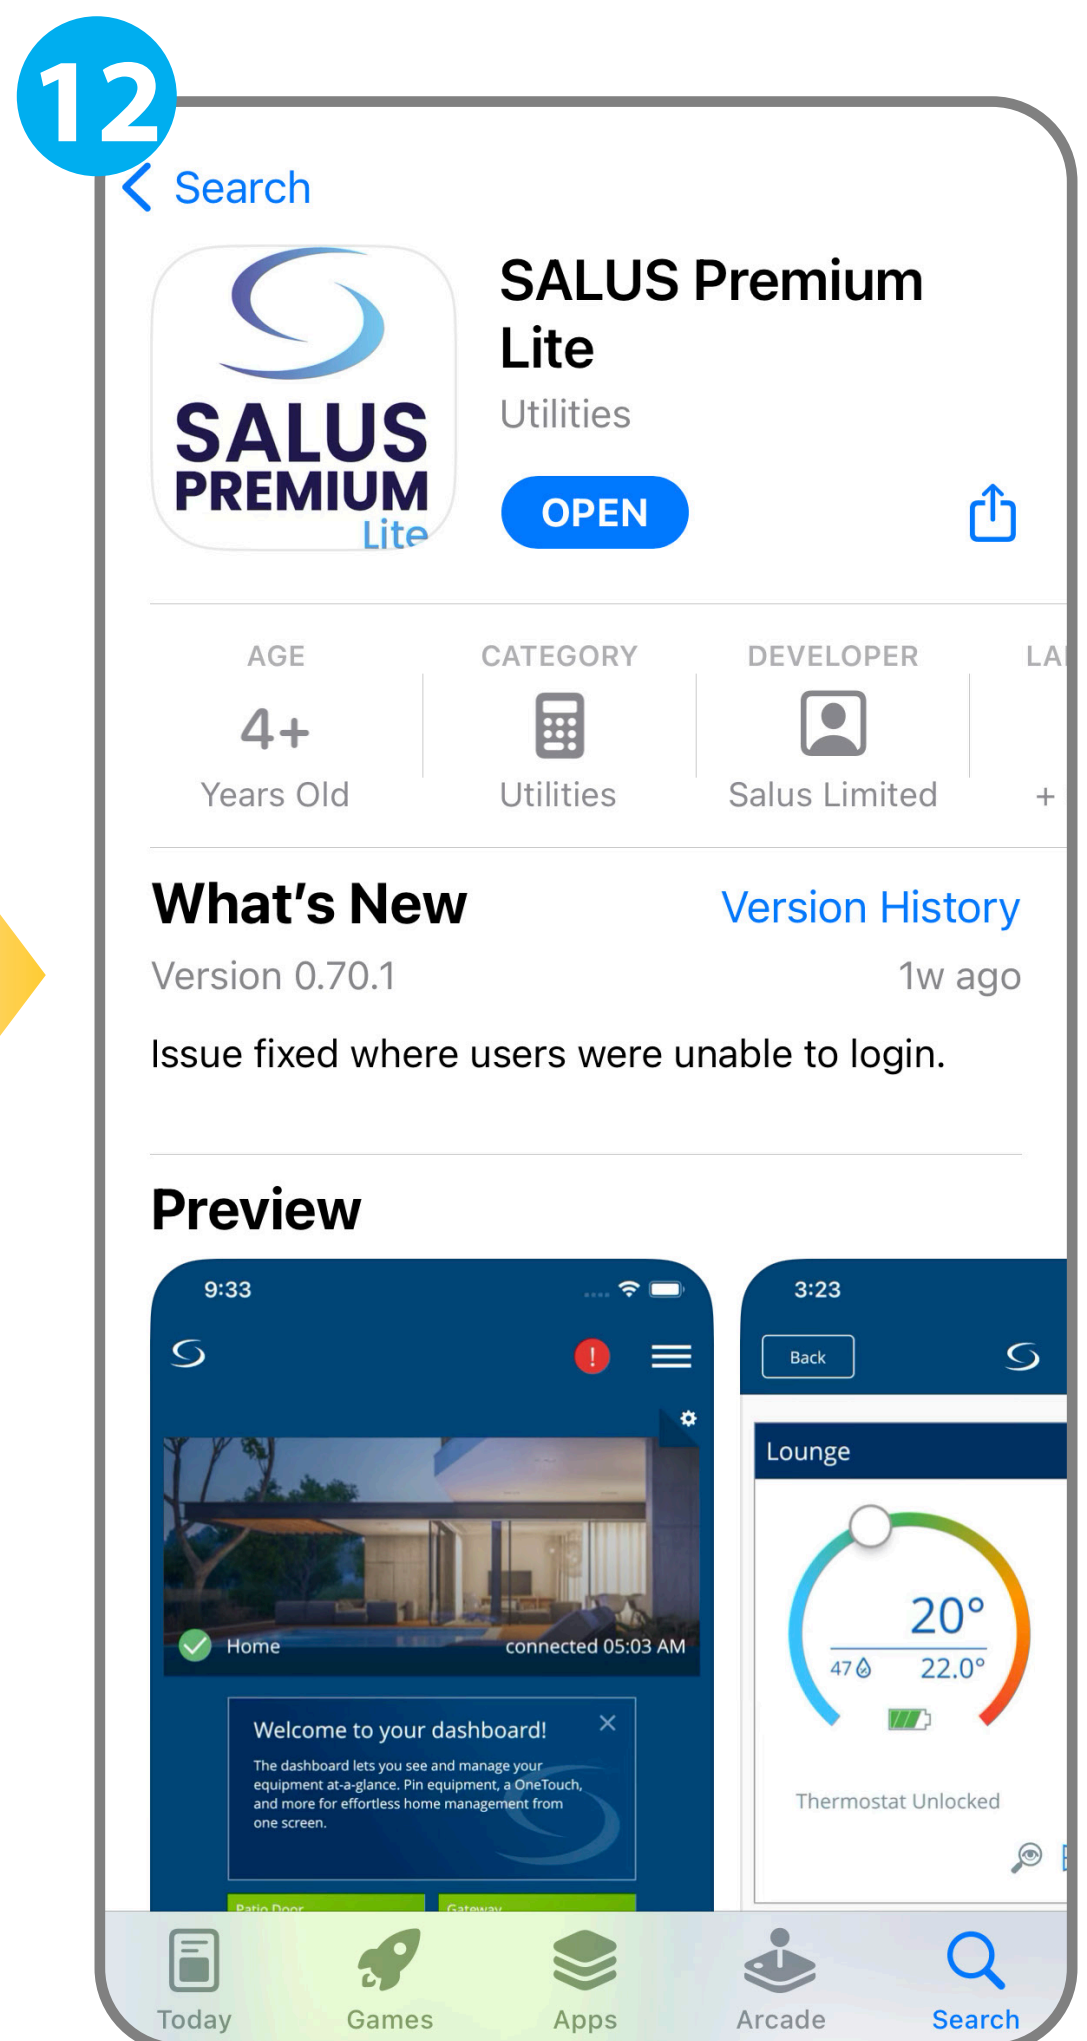 12
Search
SALUS
PREMIUM
Lite
SALUS Premium
Lite
Utilities
OPEN
AGE
4+
Years Old
CATEGORY
Utilities
DEVELOPER
Salus Limited
LA
+
What's New
Version History
Version 0.70.1
1w ago
Issue fixed where users were unable to login.
Preview
9:33
Home
connected 05:03 AM
Welcome to your dashboard!
The dashboard lets you see and manage your
equipment at-a-glance. Pin equipment, a OneTouch,
and more for effortless home management from
one screen.
Patio Door
Gateway
3:23
Back
Lounge
20°
47
22.0°
Thermostat Unlocked
Today
Games
Apps
Arcade
Search